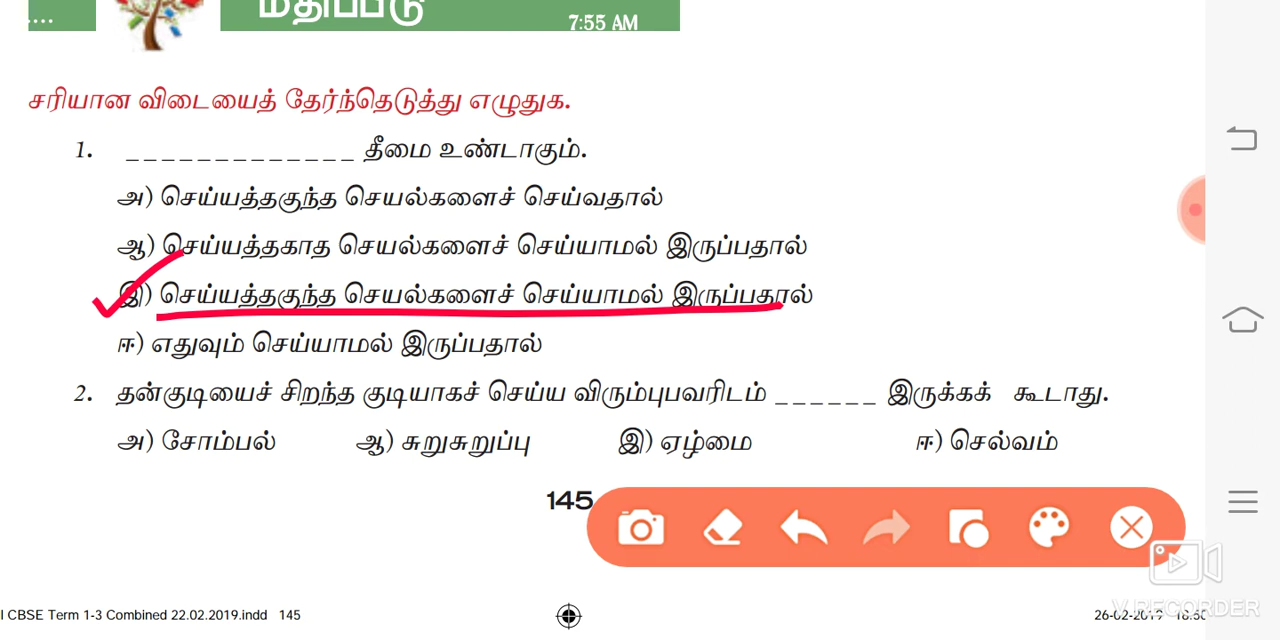 ....
மதிப்பீடு
7:55 AM
சரியான விடையைத் தேர்ந்தெடுத்து எழுதுக.
1. _____________ தீமை உண்டாகும்.
அ) செய்யத்தகுந்த செயல்களைச் செய்வதால்
ஆ) செய்யத்தகாத செயல்களைச் செய்யாமல் இருப்பதால்
இ) செய்யத்தகுந்த செயல்களைச் செய்யாமல் இருப்பதால்
ஈ) எதுவும் செய்யாமல் இருப்பதால்
2. தன்குடியைச் சிறந்த குடியாகச் செய்ய விரும்புபவரிடம் ______ இருக்கக் கூடாது.
அ) சோம்பல் ஆ) சுறுசுறுப்பு இ) ஏழ்மை ஈ) செல்வம்
145
I CBSE Term 1-3 Combined 22.02.2019.indd 145
26-02-2019
V RECORDER